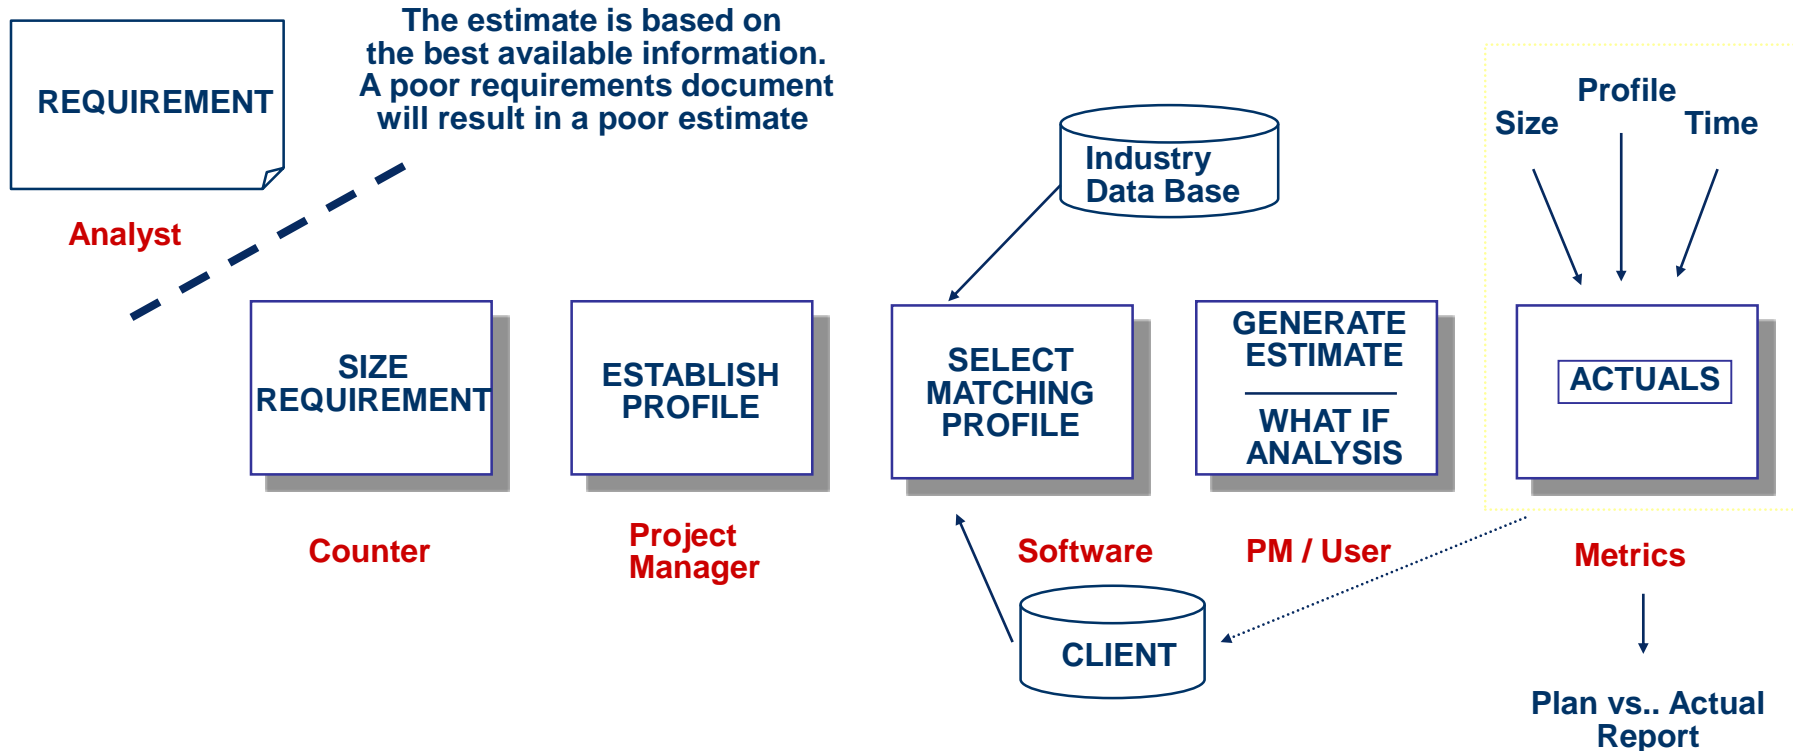 REQUIREMENT
Analyst
The estimate is based on
the best available information.
A poor requirements document
will result in a poor estimate
Industry
Data Base
Size
Profile
Time
SIZE
REQUIREMENT
Counter
ESTABLISH
PROFILE
Project
Manager
SELECT
MATCHING
PROFILE
Software
GENERATE
ESTIMATE
WHAT IF
ANALYSIS
PM / User
ACTUALS
Metrics
CLIENT
Plan vs.. Actual
Report